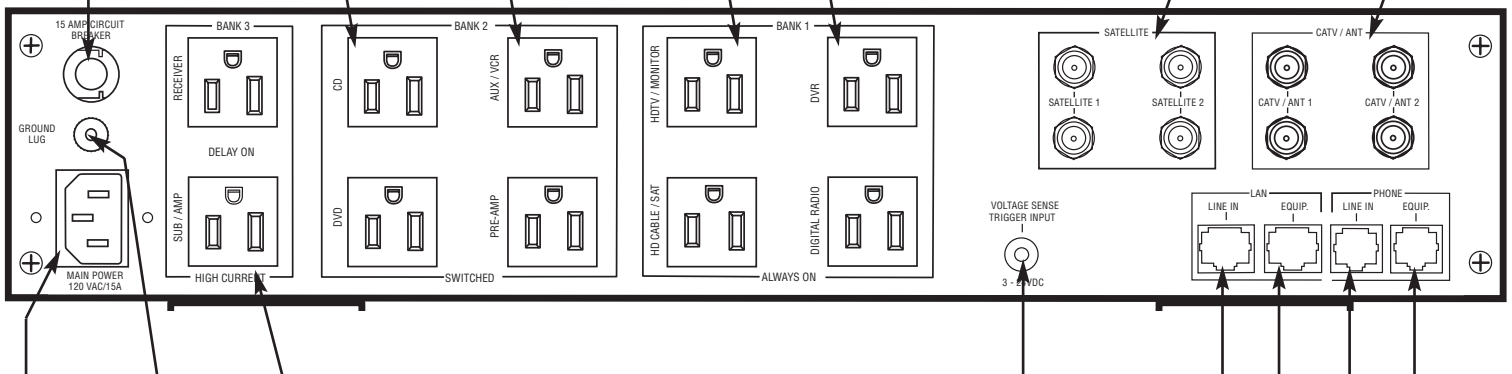 15 AMP CIRCUIT
BREAKER
GROUND
LUG
MAIN POWER
120 VAC/15A
BANK 3
RECEIVER
DELAY ON
SUB / AMP
HIGH CURRENT
BANK 2
CD
AUX / VCR
DVD
PRE-AMP
SWITCHED
BANK 1
HDTV / MONITOR
DVR
HD CABLE / SAT
DIGITAL RADIO
ALWAYS ON
VOLTAGE SENSE
TRIGGER INPUT
3 - VDC
SATELLITE
SATELLITE 1
SATELLITE 2
CATV / ANT
CATV / ANT 1
CATV / ANT 2
LAN
LINE IN
EQUIP.
PHONE
LINE IN
EQUIP.